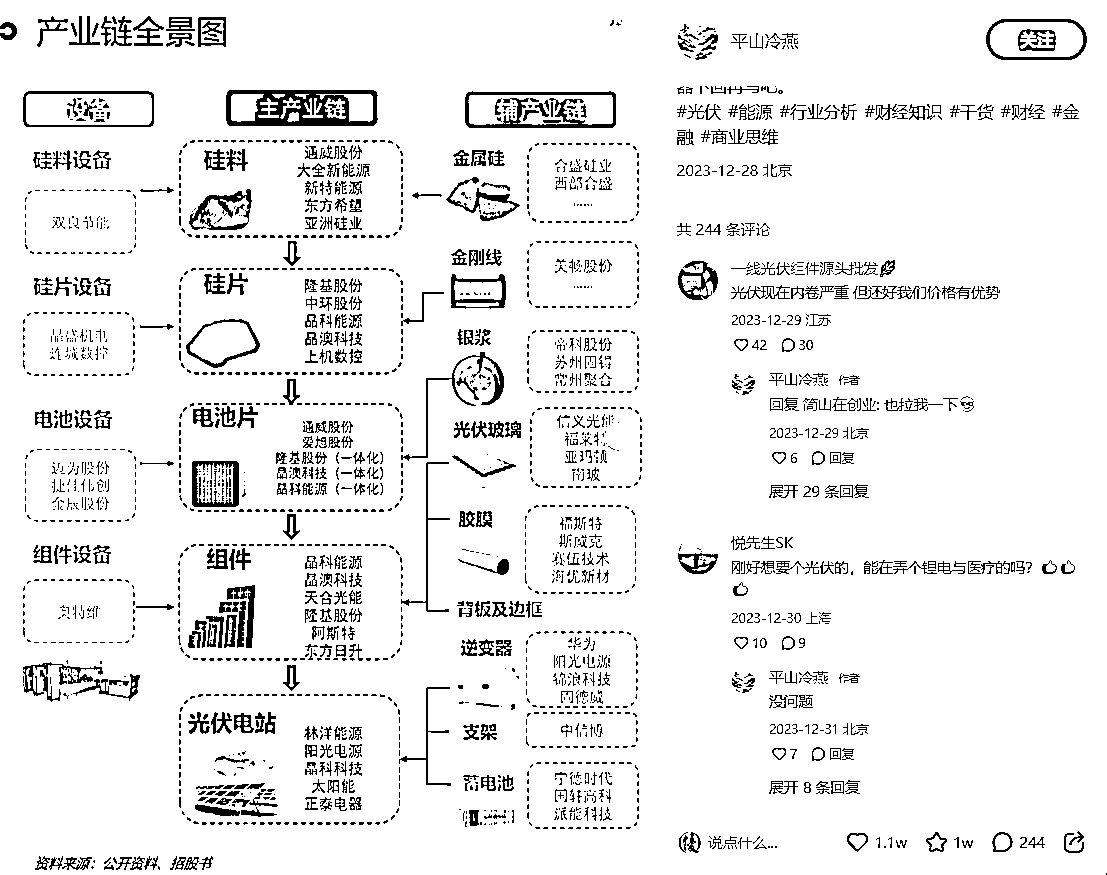 产业链全景图
设备
主产业链
辅产业链
硅料设备
双良节能
硅片设备
晶盛机电
连城数控
电池设备
迈为股份
捷佳伟创
金辰股份
组件设备
奥特维
硅料
通威股份
大全新能源
新特能源
东方希望
亚洲硅业
硅片
隆基股份
中环股份
晶科能源
晶澳科技
上机数控
电池片
通威股份
爱旭股份
隆基股份（一体化）
晶澳科技（一体化）
晶科能源（一体化）
组件
晶科能源
晶澳科技
天合光能
隆基股份
阿斯特
东方日升
光伏电站
林洋能源
阳光电源
晶科科技
太阳能
正泰电器
金属硅
合盛硅业
西部合盛
......
金刚线
美畅股份
......
银浆
帝科股份
苏州固锝
常州聚合
光伏玻璃
信义光能
福莱特
亚玛顿
南玻
胶膜
福斯特
斯威克
赛伍技术
海优新材
背板及边框
逆变器
华为
阳光电源
锦浪科技
固德威
支架
中信博
蓄电池
宁德时代
国轩高科
派能科技
资料来源：公开资料、招股书
平山冷燕
关注
#光伏 #能源 #行业分析 #财经知识 #干货 #财经 #金
融 #商业思维
2023-12-28 北京
共 244 条评论
一线光伏组件源头批发
光伏现在内卷严重 但还好我们价格有优势
2023-12-29 江苏
42 30
平山冷燕 作者
回复 简山在创业: 也拉我一下
2023-12-29 北京
6 回复
展开 29 条回复
悦先生SK
刚好想要个光伏的，能在弄个锂电与医疗的吗？
2023-12-30 上海
10 9
平山冷燕 作者
没问题
2023-12-31 北京
7 回复
展开 8 条回复
说点什么...
1.1w 1w 244